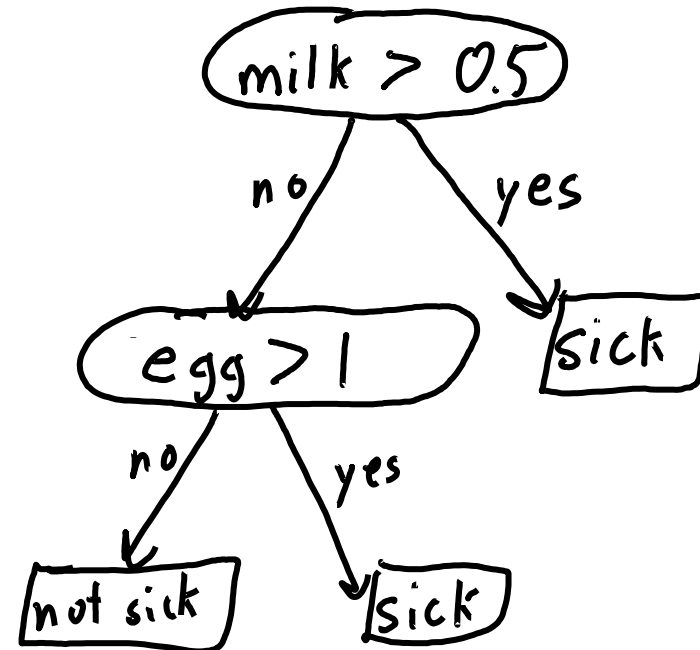 milk > 0.5
no
yes
egg > 1
sick
no
yes
not sick
sick